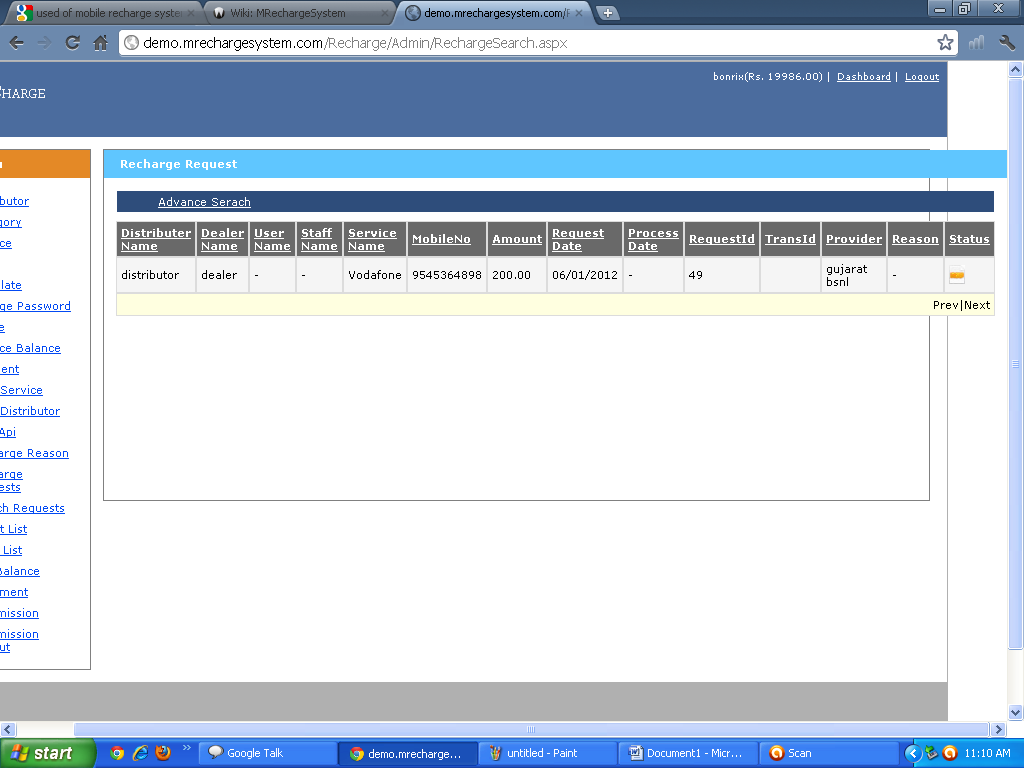 used of mobile recharge syste
Wiki: MRechargeSystem
demo.mrechargesystem.com/F
demo.mrechargesystem.com/Recharge/Admin/RechargeSearch.aspx
bonrix(Rs. 19986.00) | Dashboard | Logout
HARGE
Recharge Request
Advance Serach
Distributer Name Dealer Name User Name Staff Name Service Name MobileNo Amount Request Date Process Date RequestId TransId Provider Reason Status
distributor dealer - - Vodafone 9545364898 200.00 06/01/2012 - 49 gujarat bsnl -
Prev|Next
butor
ory
ce
late
ge Password
e
ce Balance
ent
Service
Distributor
Api
arge Reason
arge
ests
ch Requests
t List
List
Balance
ment
mission
mission
ut
start
Google Talk
demo.mrecharge...
untitled - Paint
Document1 - Mic...
Scan
11:10 AM